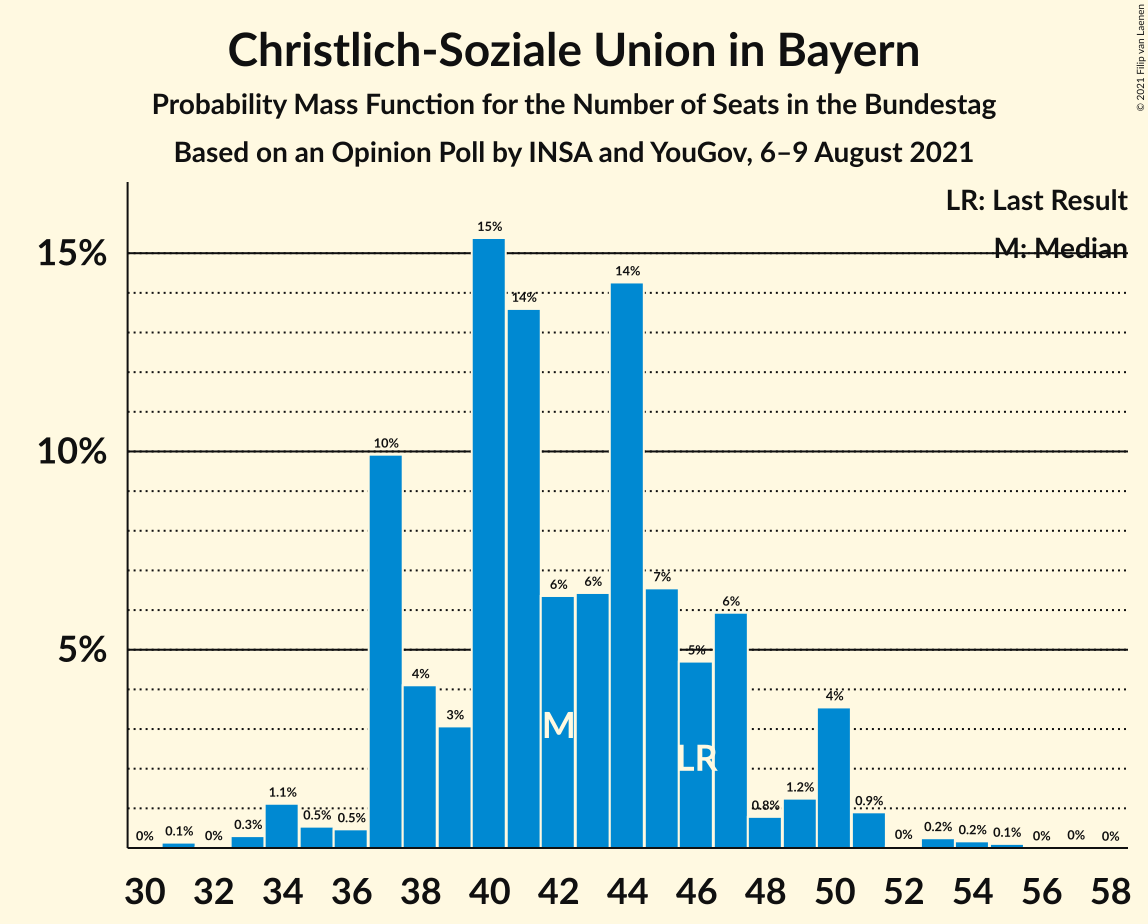 Christlich-Soziale Union in Bayern
Probability Mass Function for the Number of Seats in the Bundestag
Based on an Opinion Poll by INSA and YouGov, 6–9 August 2021
© 2021 Filip van Laenen
LR: Last Result
M: Median
15%
10%
5%
0% 0.1% 0% 0.3% 1.1% 0.5% 0.5% 10% 4% 3% 15% 14% 6% 6% 14% 7% 5% 6% 0.8% 1.2% 4% 0.9% 0% 0.2% 0.2% 0.1% 0% 0% 0%
M
LR
30 32 34 36 38 40 42 44 46 48 50 52 54 56 58